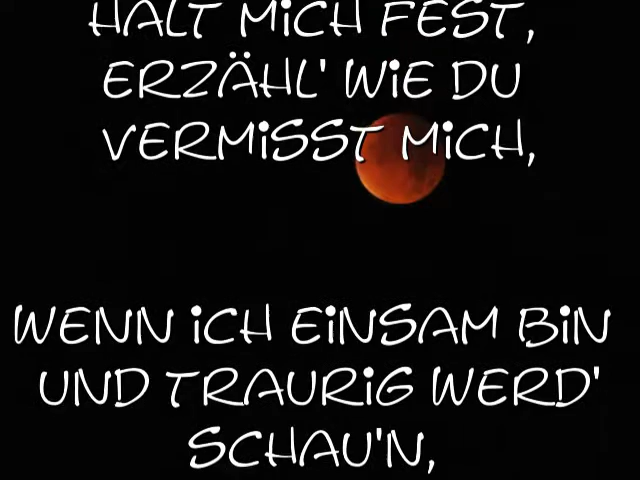 HALT MiCH FEST,
ERZÄHL' WiE DU
VERMiSST MiCH,
WENN iCH EiNSAM BiN
UND TRAURiG WERD'
SCHAU'N,